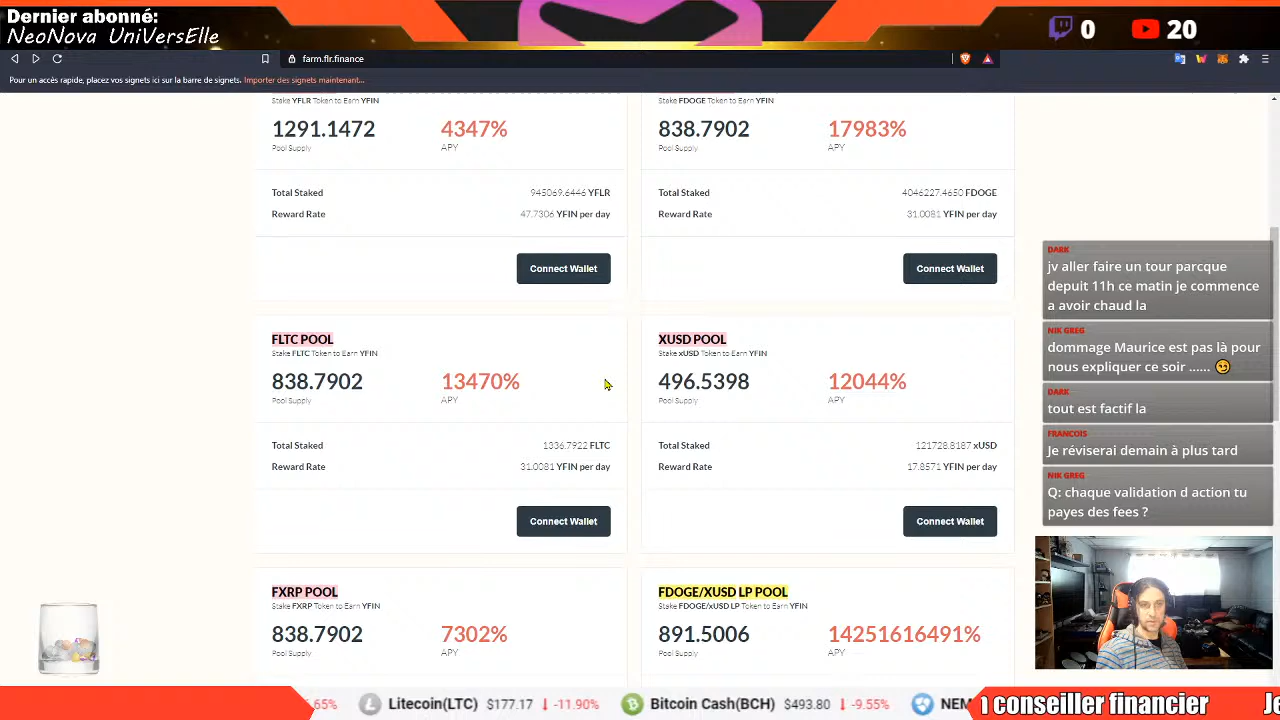 Dernier abonné:
NeoNova UniVersElle
0
20
farm.flr.finance
Pour un accès rapide, placez vos signets ici sur la barre de signets. Importer des signets maintenant...
Stake YFLR Token to Earn YFIN
1291.1472
4347%
Pool Supply
APY
Total Staked
945069.6446 YFLR
Reward Rate
47.7306 YFIN per day
Connect Wallet
Stake FDOGE Token to Earn YFIN
838.7902
17983%
Pool Supply
APY
Total Staked
4046227.4650 FDOGE
Reward Rate
31.0081 YFIN per day
Connect Wallet
FLTC POOL
Stake FLTC Token to Earn YFIN
838.7902
13470%
Pool Supply
APY
Total Staked
1336.7922 FLTC
Reward Rate
31.0081 YFIN per day
Connect Wallet
XUSD POOL
Stake xUSD Token to Earn YFIN
496.5398
12044%
Pool Supply
APY
Total Staked
121728.8187 xUSD
Reward Rate
17.8571 YFIN per day
Connect Wallet
FXRP POOL
Stake FXRP Token to Earn YFIN
838.7902
7302%
Pool Supply
APY
FDOGE/XUSD LP POOL
Stake FDOGE/xUSD LP Token to Earn YFIN
891.5006
14251616491%
Pool Supply
APY
DARK
jv aller faire un tour parcque
depuit 11h ce matin je commence
a avoir chaud la
NIK GREG
dommage Maurice est pas là pour
nous expliquer ce soir ...... 😉
DARK
tout est factif la
FRANCOIS
Je réviserai demain à plus tard
NIK GREG
Q: chaque validation d action tu
payes des fees ?
.65%
Litecoin(LTC) $177.17 ↓ -11.90%
Bitcoin Cash(BCH) $493.80 ↓ -9.55%
NEM
n conseiller financier
Je